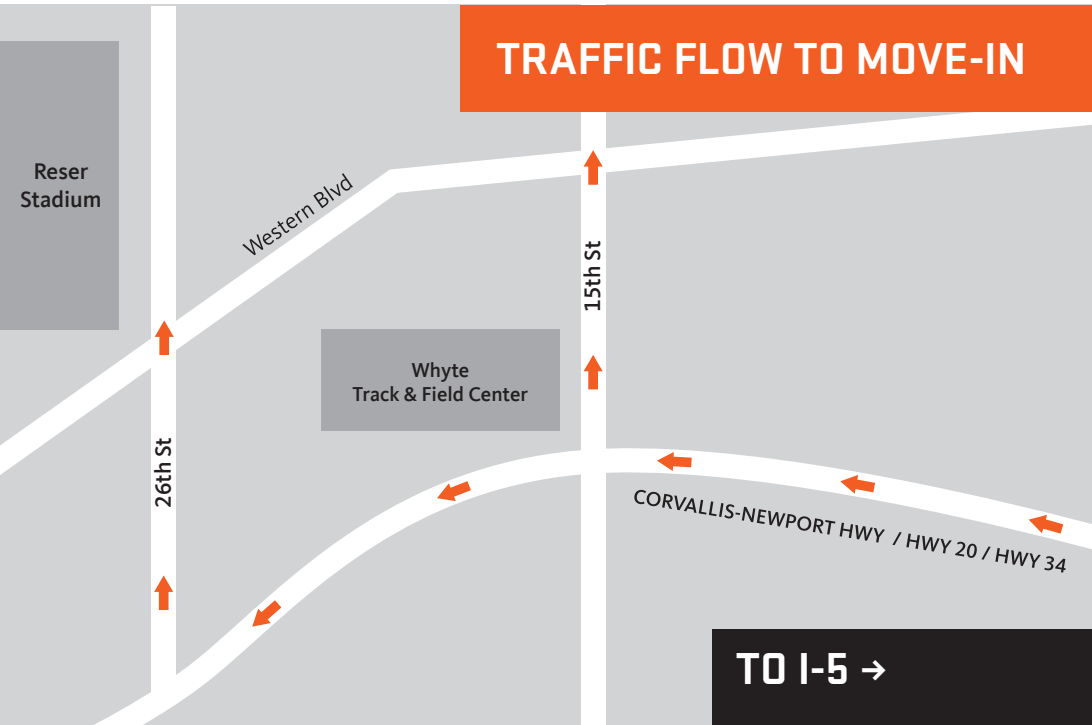 TRAFFIC FLOW TO MOVE-IN
Reser
Stadium
Western Blvd
15th St
Whyte
Track & Field Center
26th St
CORVALLIS-NEWPORT HWY / HWY 20 / HWY 34
TO I-5 →